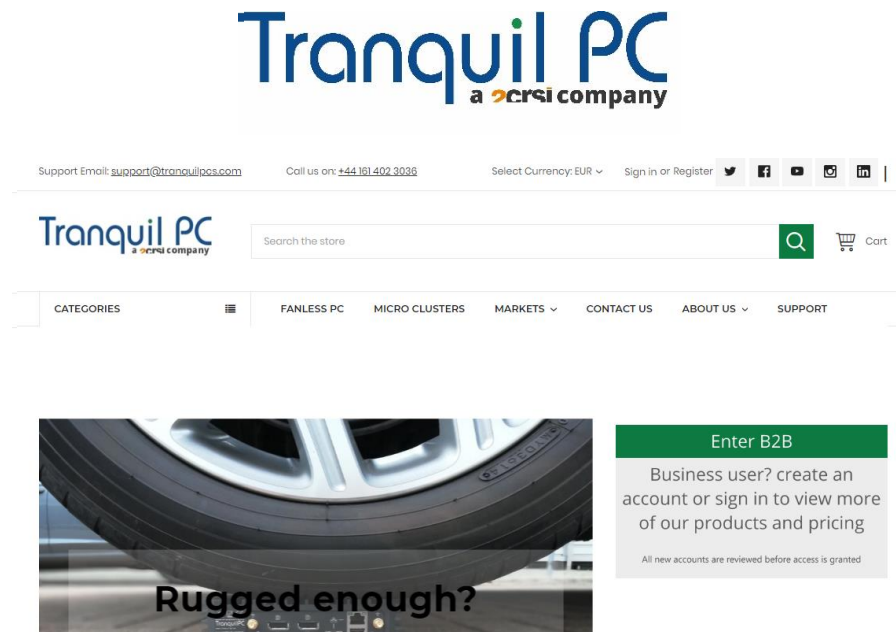 Tranquil PC
a 2crsi company
Support Email: support@tranquilpcs.com Call us on: +44 161 402 3036 Select Currency: EUR Sign in or Register
Tranquil PC
a 2crsi company
Search the store
Cart
CATEGORIES FANLESS PC MICRO CLUSTERS MARKETS CONTACT US ABOUT US SUPPORT
Enter B2B
Business user? create an
account or sign in to view more
of our products and pricing
All new accounts are reviewed before access is granted
Rugged enough?
TranquilPC